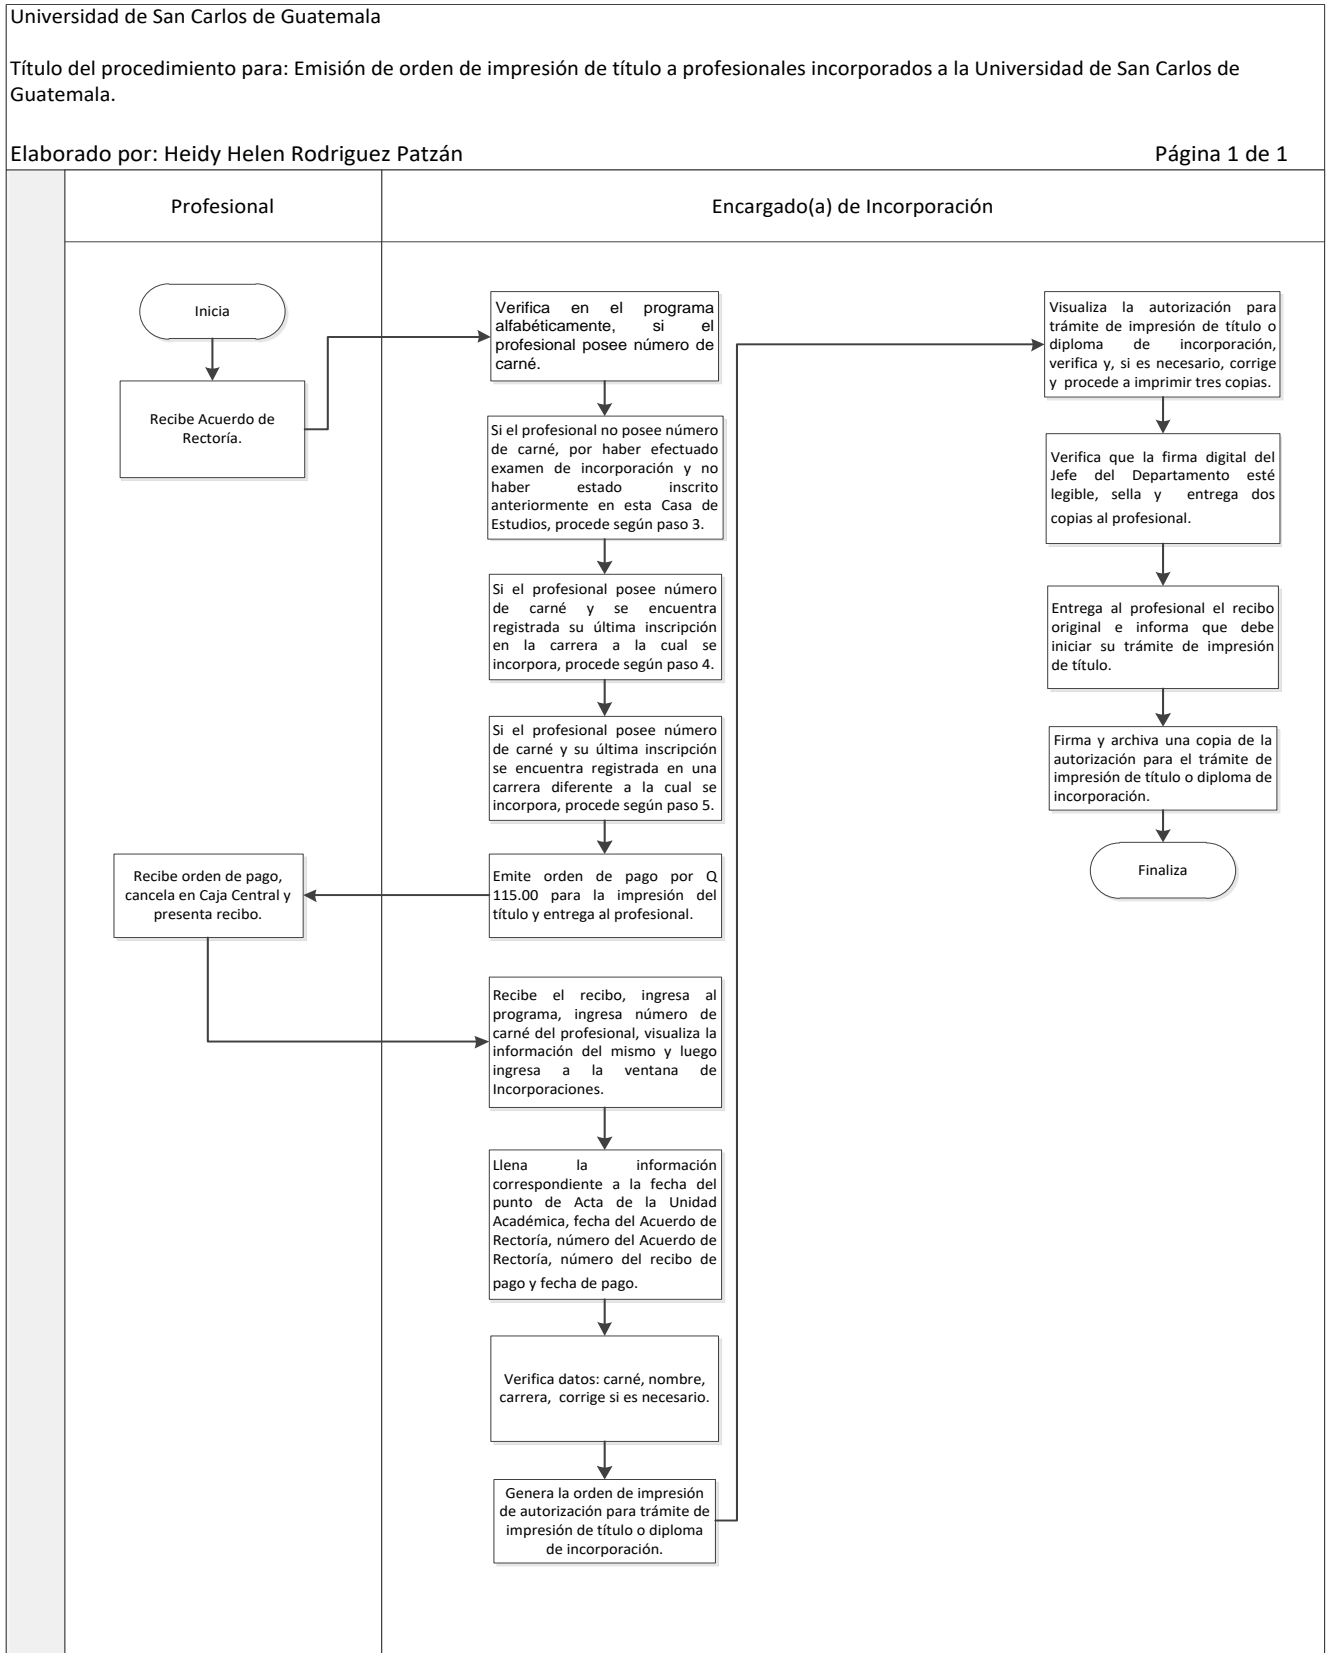 Universidad de San Carlos de Guatemala
Título del procedimiento para: Emisión de orden de impresión de título a profesionales incorporados a la Universidad de San Carlos de
Guatemala.
Elaborado por: Heidy Helen Rodriguez Patzán
Página 1 de 1
Profesional
Encargado(a) de Incorporación
Inicia
Recibe Acuerdo de
Rectoría.
Verifica en el programa
alfabéticamente, si el
profesional posee número de
carné.
Si el profesional no posee número
de carné, por haber efectuado
examen de incorporación y no
haber estado inscrito
anteriormente en esta Casa de
Estudios, procede según paso 3.
Si el profesional posee número
de carné y se encuentra
registrada su última inscripción
en la carrera a la cual se
incorpora, procede según paso 4.
Si el profesional posee número
de carné y su última inscripción
se encuentra registrada en una
carrera diferente a la cual se
incorpora, procede según paso 5.
Emite orden de pago por Q
115.00 para la impresión del
título y entrega al profesional.
Recibe orden de pago,
cancela en Caja Central y
presenta recibo.
Recibe el recibo, ingresa al
programa, ingresa número de
carné del profesional, visualiza la
información del mismo y luego
ingresa a la ventana de
Incorporaciones.
Llena la información
correspondiente a la fecha del
punto de Acta de la Unidad
Académica, fecha del Acuerdo de
Rectoría, número del Acuerdo de
Rectoría, número del recibo de
pago y fecha de pago.
Verifica datos: carné, nombre,
carrera, corrige si es necesario.
Genera la orden de impresión
de autorización para trámite de
impresión de título o diploma
de incorporación.
Visualiza la autorización para
trámite de impresión de título o
diploma de incorporación,
verifica y, si es necesario, corrige
y procede a imprimir tres copias.
Verifica que la firma digital del
Jefe del Departamento esté
legible, sella y entrega dos
copias al profesional.
Entrega al profesional el recibo
original e informa que debe
iniciar su trámite de impresión
de título.
Firma y archiva una copia de la
autorización para el trámite de
impresión de título o diploma de
incorporación.
Finaliza